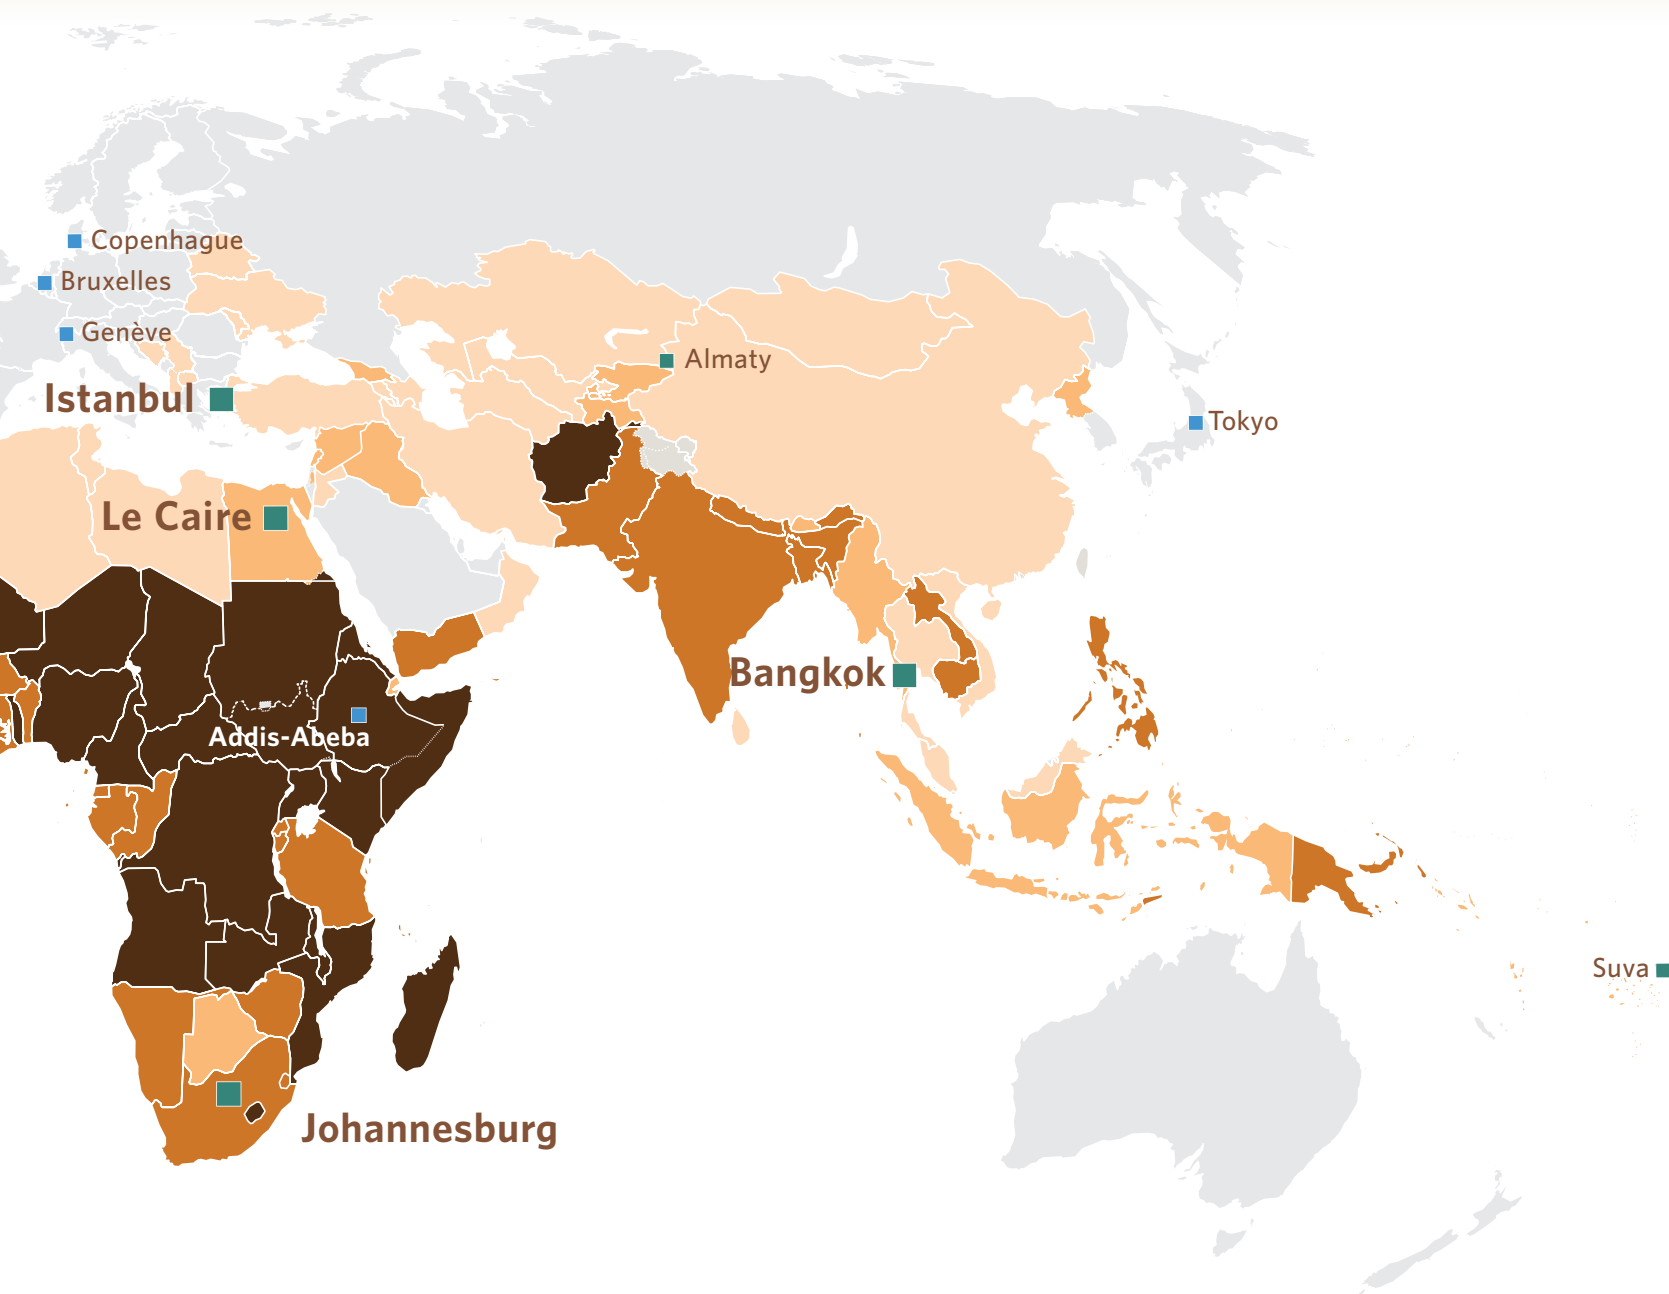 Copenhague
Bruxelles
Genève
Istanbul
Almaty
Tokyo
Le Caire
Bangkok
Addis-Abeba
Suva
Johannesburg